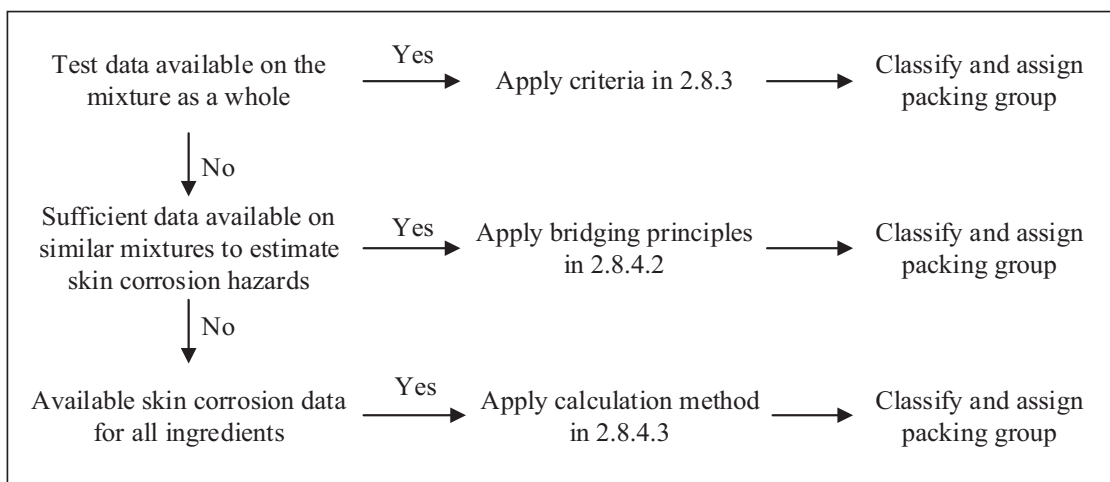 Test data available on the
mixture as a whole
Yes
Apply criteria in 2.8.3
Classify and assign
packing group
No
Sufficient data available on
similar mixtures to estimate
skin corrosion hazards
Yes
Apply bridging principles
in 2.8.4.2
Classify and assign
packing group
No
Available skin corrosion data
for all ingredients
Yes
Apply calculation method
in 2.8.4.3
Classify and assign
packing group